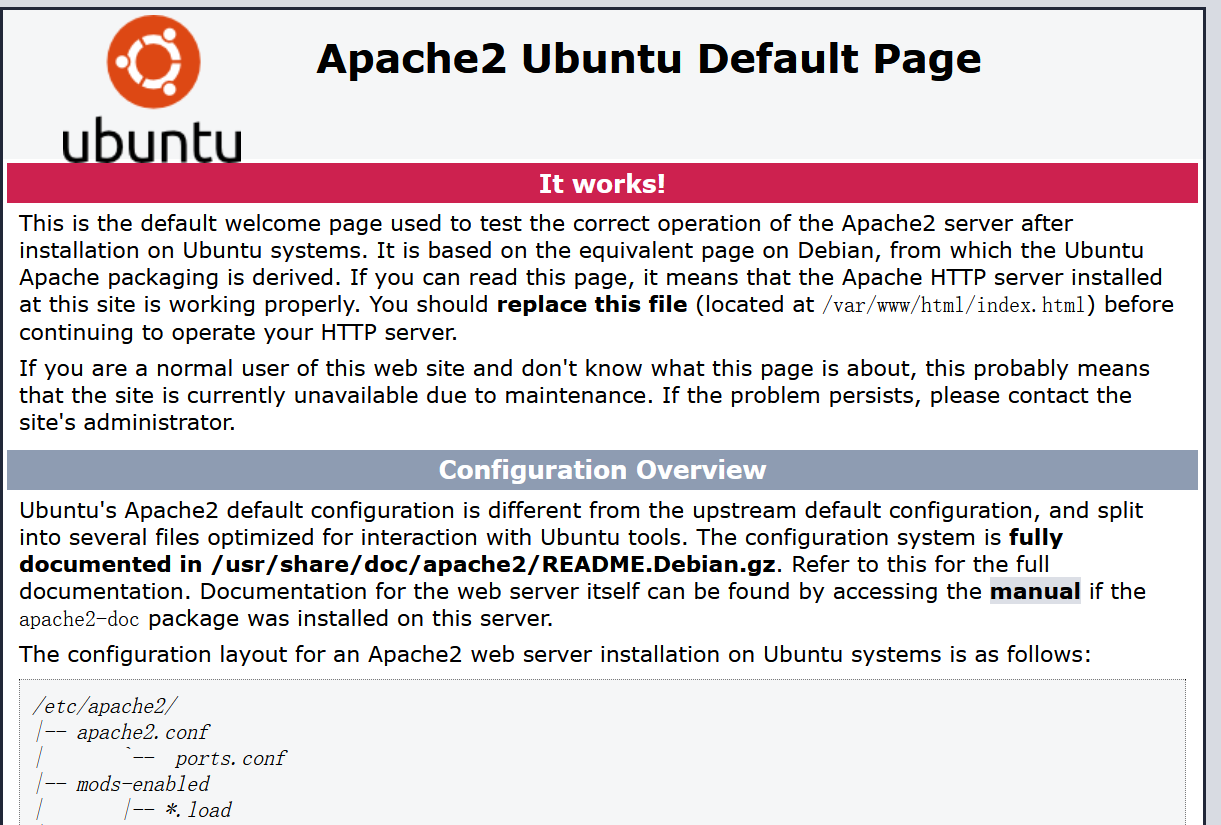 Apache2 Ubuntu Default Page
ubuntu
It works!
This is the default welcome page used to test the correct operation of the Apache2 server after
installation on Ubuntu systems. It is based on the equivalent page on Debian, from which the Ubuntu
Apache packaging is derived. If you can read this page, it means that the Apache HTTP server installed
at this site is working properly. You should replace this file (located at /var/www/html/index.html) before
continuing to operate your HTTP server.
If you are a normal user of this web site and don't know what this page is about, this probably means
that the site is currently unavailable due to maintenance. If the problem persists, please contact the
site's administrator.
Configuration Overview
Ubuntu's Apache2 default configuration is different from the upstream default configuration, and split
into several files optimized for interaction with Ubuntu tools. The configuration system is fully
documented in /usr/share/doc/apache2/README.Debian.gz. Refer to this for the full
documentation. Documentation for the web server itself can be found by accessing the manual if the
apache2-doc package was installed on this server.
The configuration layout for an Apache2 web server installation on Ubuntu systems is as follows:
/etc/apache2/
|-- apache2.conf
|       `--  ports.conf
|-- mods-enabled
|       |-- *.load